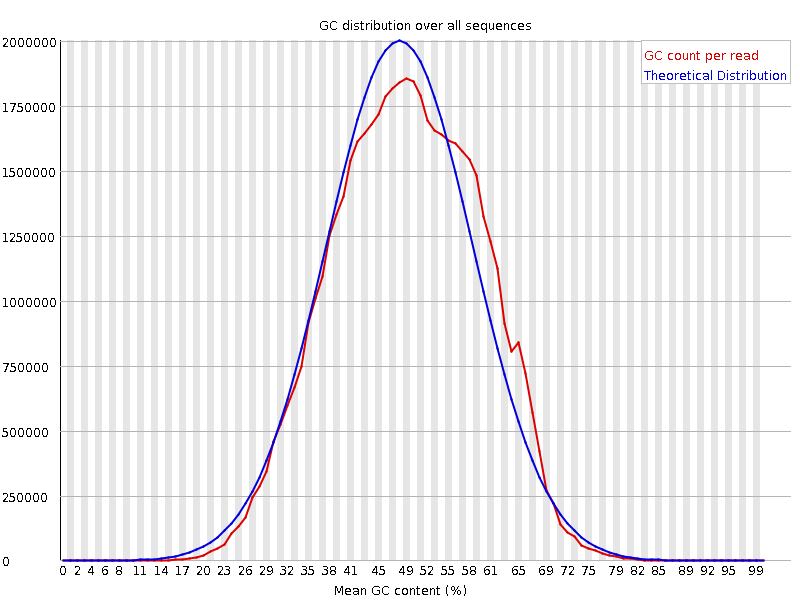 GC distribution over all sequences
GC count per read
Theoretical Distribution
2000000
1750000
1500000
1250000
1000000
750000
500000
250000
0
0 2 4 6 8 11 14 17 20 23 26 29 32 35 38 41 45 49 52 55 58 61 65 69 72 75 79 82 85 89 92 95 99
Mean GC content (%)